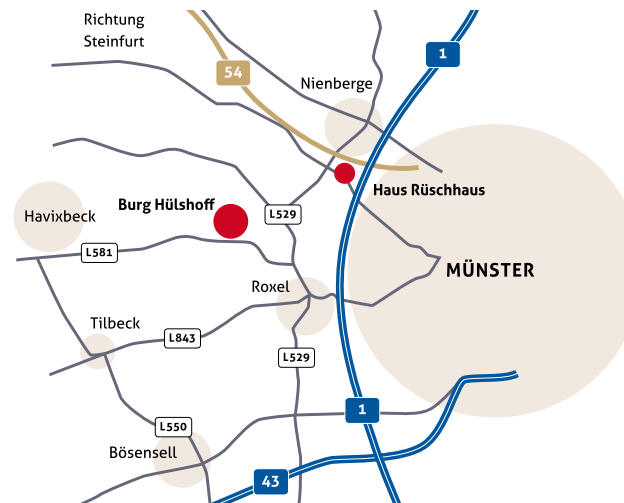 Richtung
Steinfurt
1
54
Nienberge
Haus Rüschhaus
Burg Hülshoff
L529
Havixbeck
L581
MÜNSTER
Roxel
Tilbeck
L843
L529
1
L550
Bösensell
43